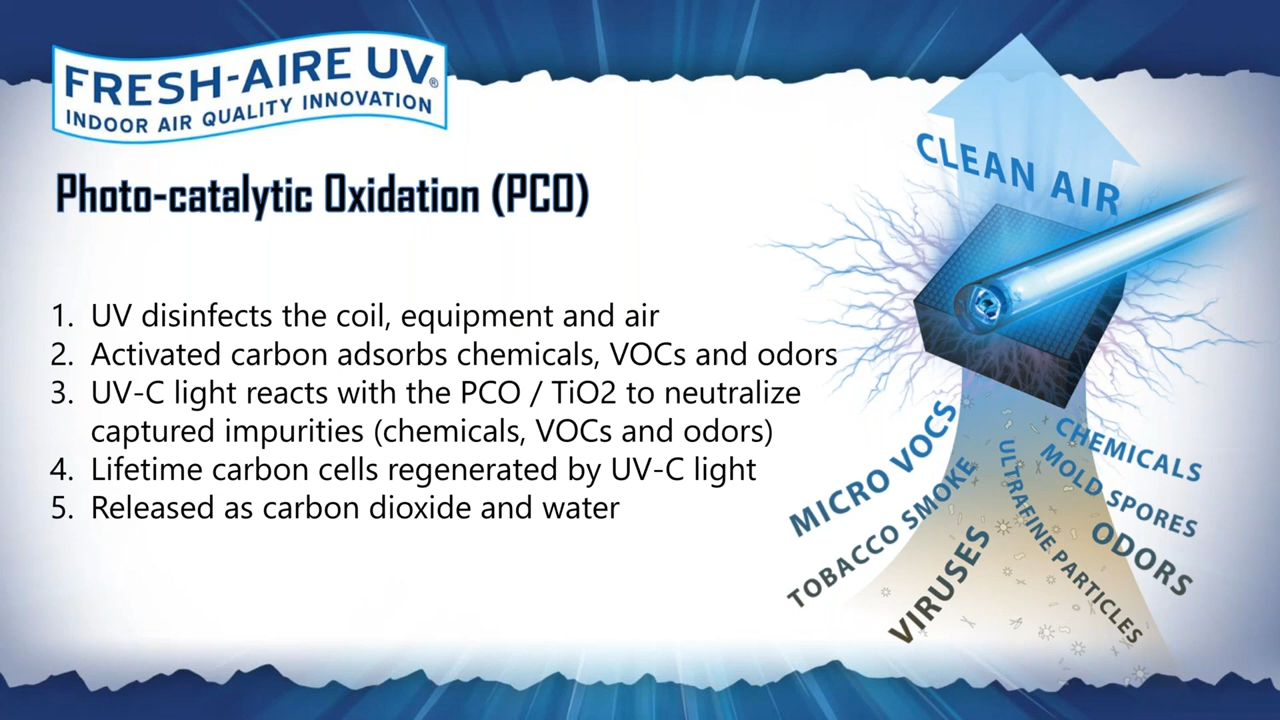 FRESH-AIRE UV®
INDOOR AIR QUALITY INNOVATION
Photo-catalytic Oxidation (PCO)
1. UV disinfects the coil, equipment and air
2. Activated carbon adsorbs chemicals, VOCs and odors
3. UV-C light reacts with the PCO / TiO2 to neutralize
captured impurities (chemicals, VOCs and odors)
4. Lifetime carbon cells regenerated by UV-C light
5. Released as carbon dioxide and water
CLEAN AIR
MICRO VOCS
TOBACCO SMOKE
VIRUSES
ULTRAFINE PARTICLES
CHEMICALS
MOLD SPORES
ODORS